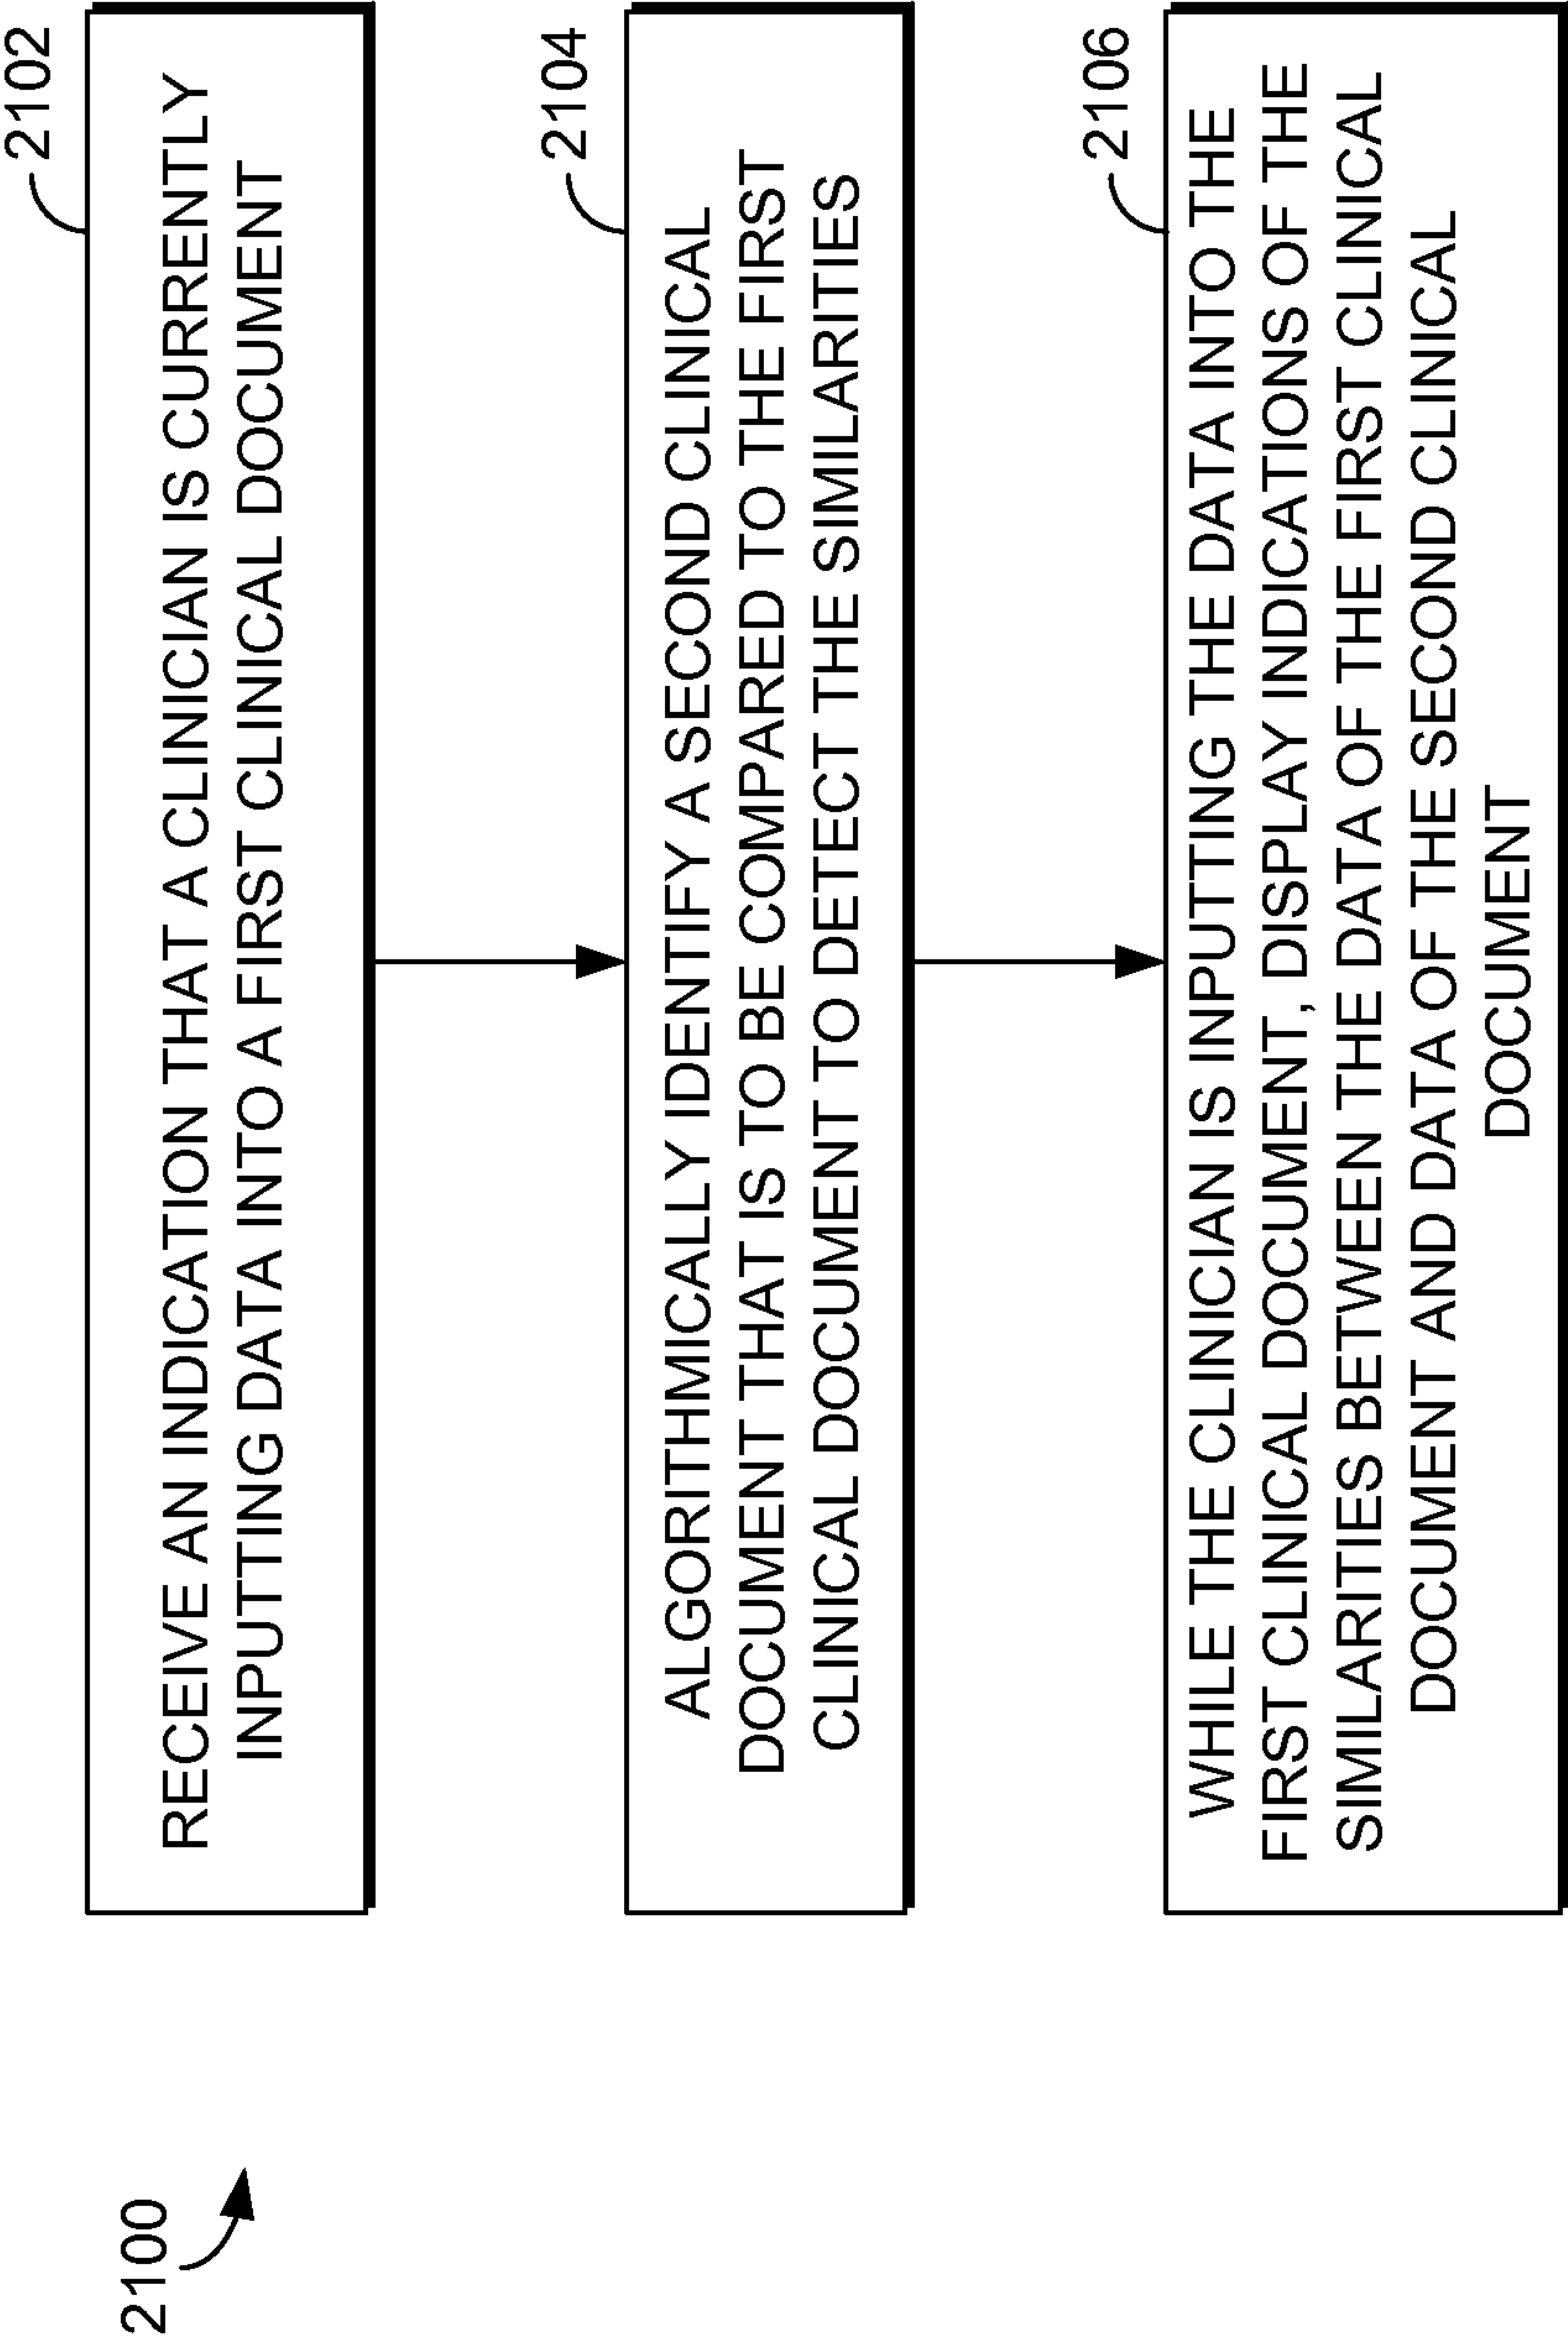 2100
2102
RECEIVE AN INDICATION THAT A CLINICIAN IS CURRENTLY
INPUTTING DATA INTO A FIRST CLINICAL DOCUMENT
2104
ALGORITHMICALLY IDENTIFY A SECOND CLINICAL
DOCUMENT THAT IS TO BE COMPARED TO THE FIRST
CLINICAL DOCUMENT TO DETECT THE SIMILARITIES
2106
WHILE THE CLINICIAN IS INPUTTING THE DATA INTO THE
FIRST CLINICAL DOCUMENT, DISPLAY INDICATIONS OF THE
SIMILARITIES BETWEEN THE DATA OF THE FIRST CLINICAL
DOCUMENT AND DATA OF THE SECOND CLINICAL
DOCUMENT